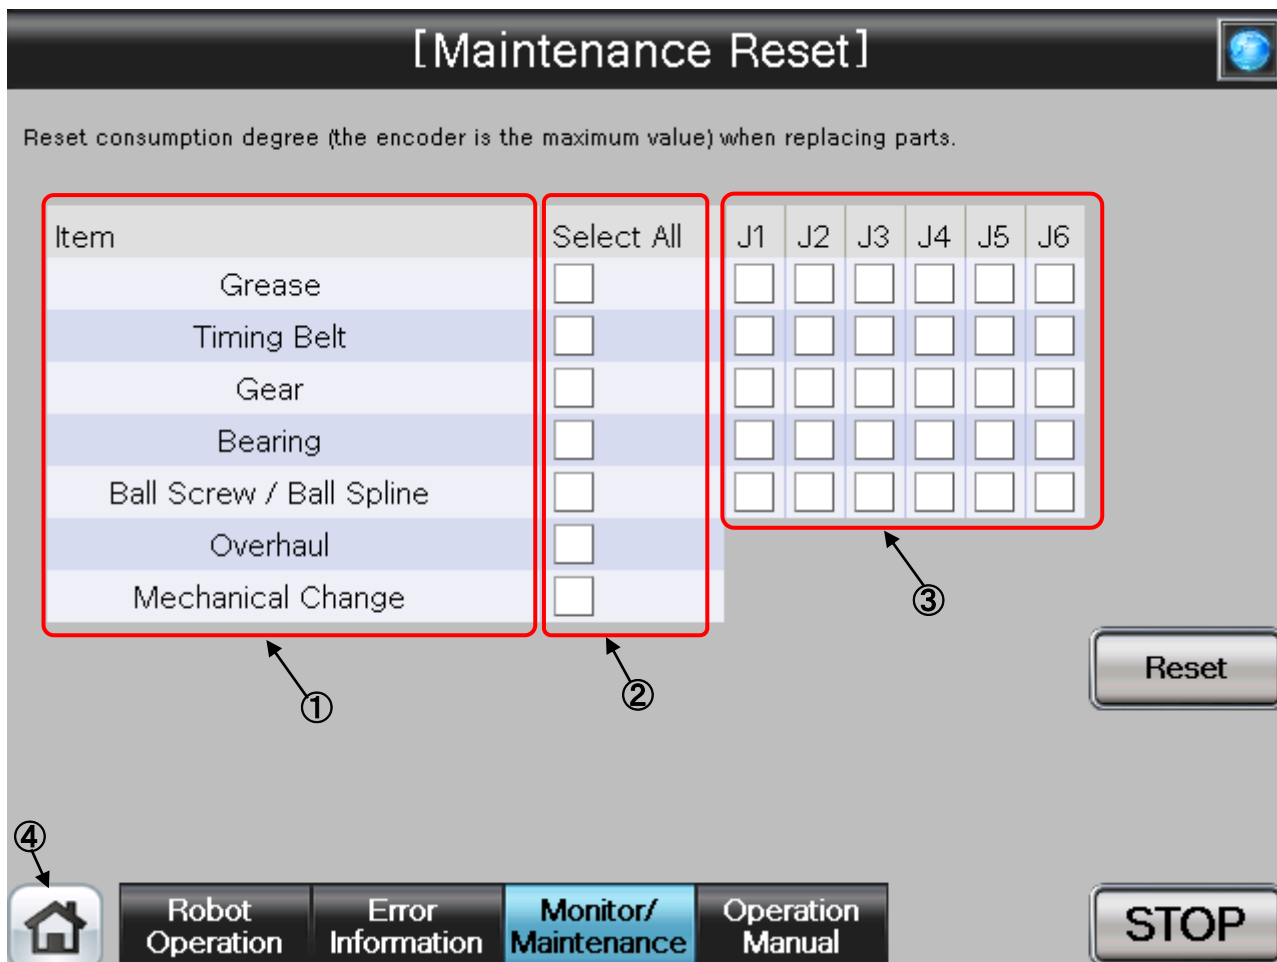 [Maintenance Reset]
Reset consumption degree (the encoder is the maximum value) when replacing parts.
Item Select All J1 J2 J3 J4 J5 J6
Grease
Timing Belt
Gear
Bearing
Ball Screw / Ball Spline
Overhaul
Mechanical Change
③
Reset
① ②
④
Robot Operation
Error Information
Monitor/ Maintenance
Operation Manual
STOP